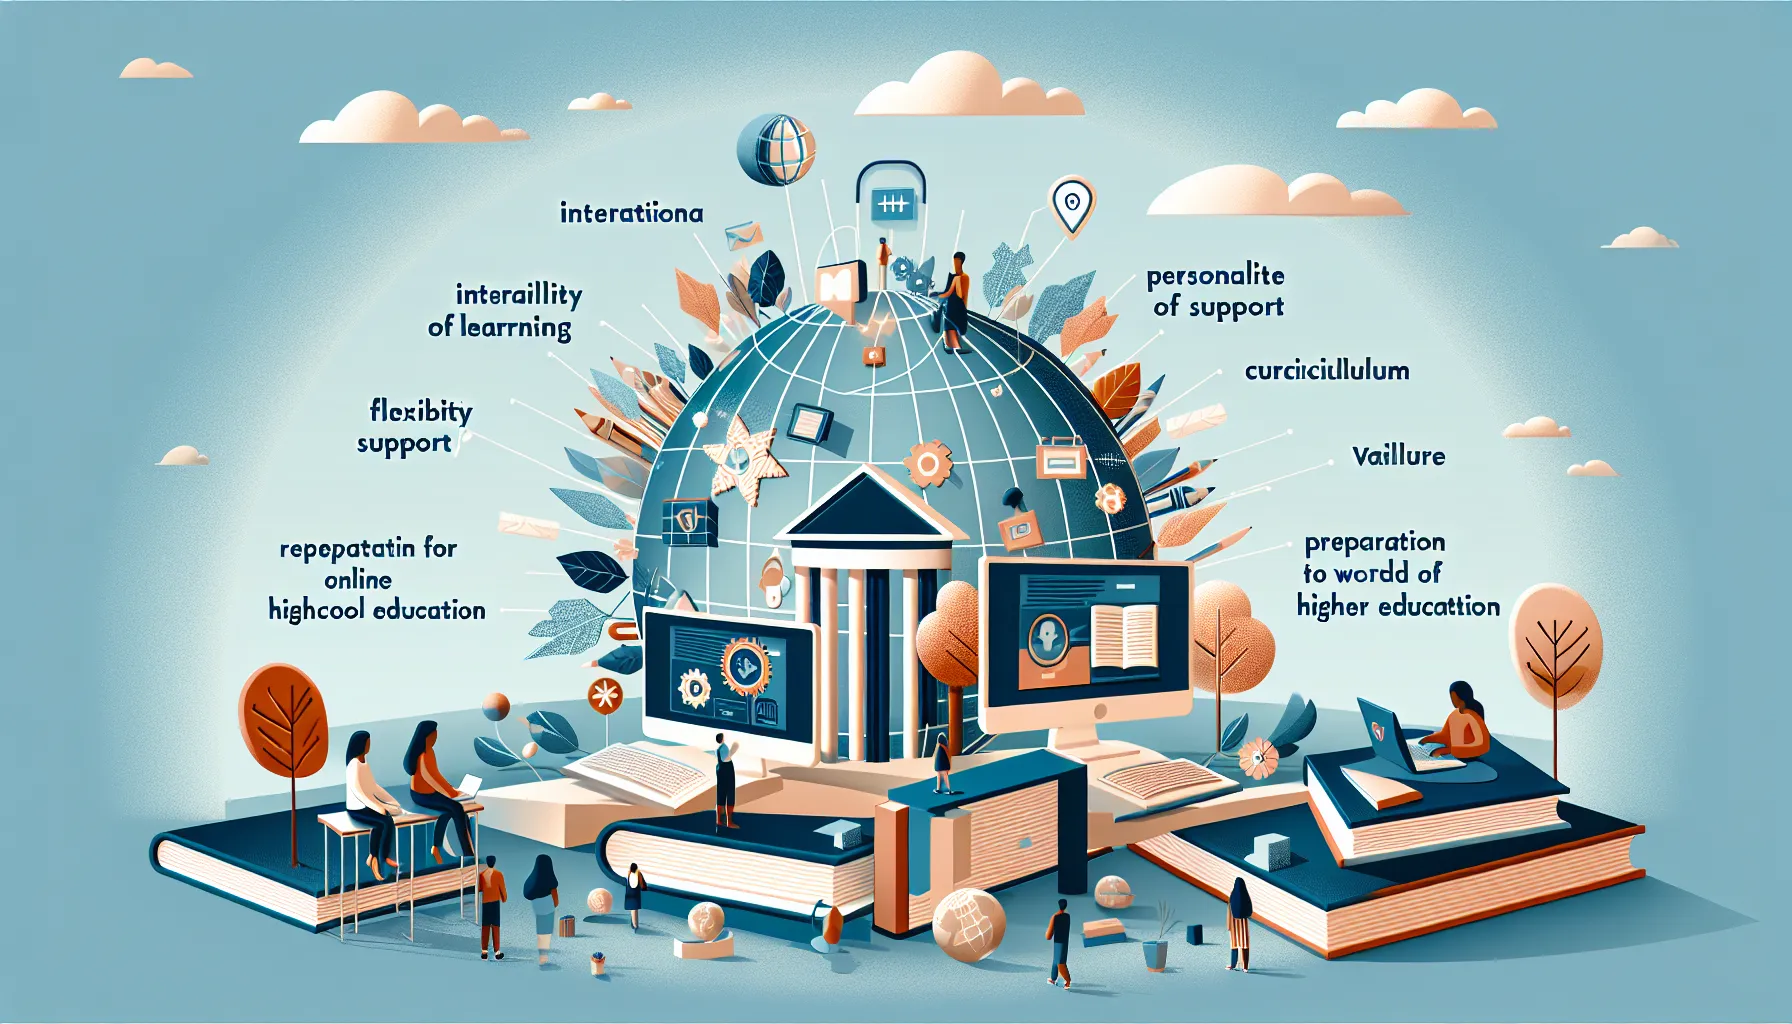 interatiiona
interaillity
of learrning
flexibity
support
repepatatin for
online
highcool education
personalite
of support
curciicidlulum
Vaillure
preparation
to wordd of
higher educattion